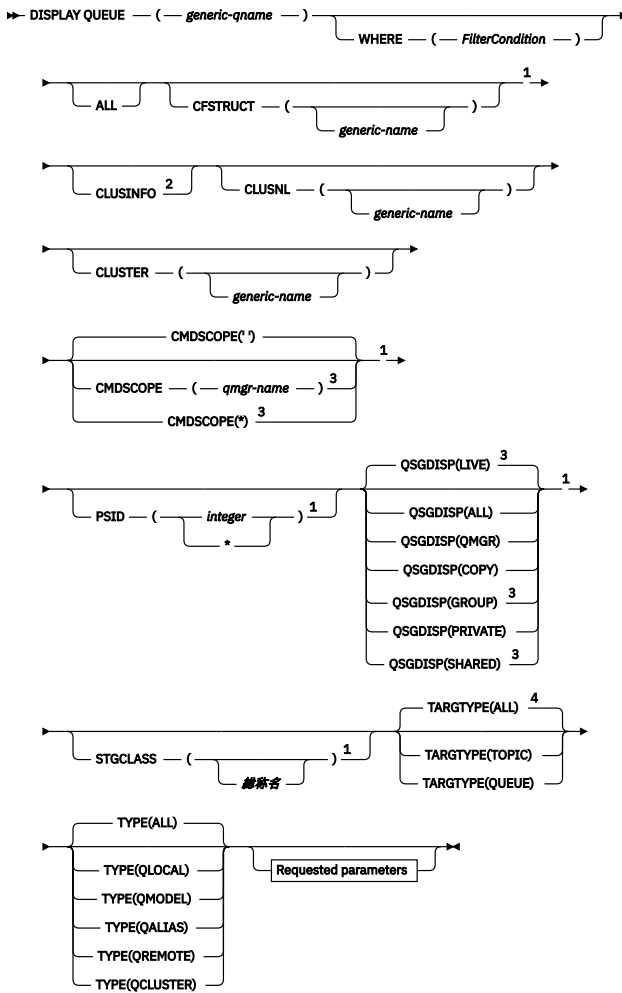 DISPLAY QUEUE ( generic-qname )
WHERE ( FilterCondition )
ALL CFSTRUCT ( generic-name ) 1
CLUSINFO 2 CLUSNL ( generic-name )
CLUSTER ( generic-name )
CMDSCOPE(' ') 1
CMDSCOPE ( qmgr-name ) 3
CMDSCOPE(*) 3
PSID ( integer ) 1
*
QSGDISP(LIVE) 3 1
QSGDISP(ALL)
QSGDISP(QMGR)
QSGDISP(COPY)
QSGDISP(GROUP) 3
QSGDISP(PRIVATE)
QSGDISP(SHARED) 3
STGCLASS ( 総称名 ) 1
TARGTYPE(ALL) 4
TARGTYPE(TOPIC)
TARGTYPE(QUEUE)
TYPE(ALL)
TYPE(QLOCAL)
TYPE(QMODEL)
TYPE(QALIAS)
TYPE(QREMOTE)
TYPE(QCLUSTER)
Requested parameters